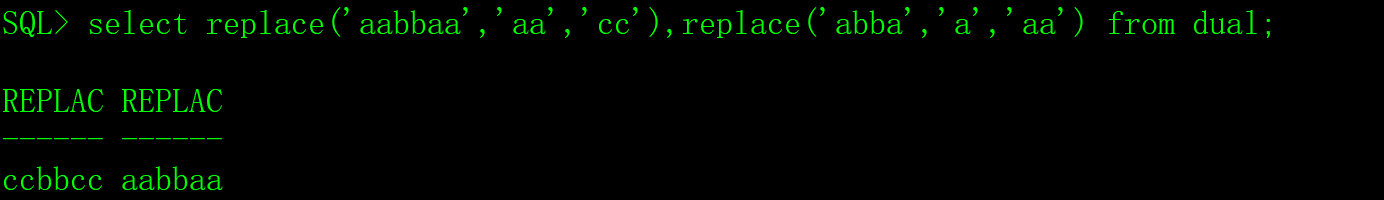 SQL> select replace('aabbaa','aa','cc'),replace('abba','a','aa') from dual;
REPLAC REPLAC
------ ------
ccbbcc aabbaa